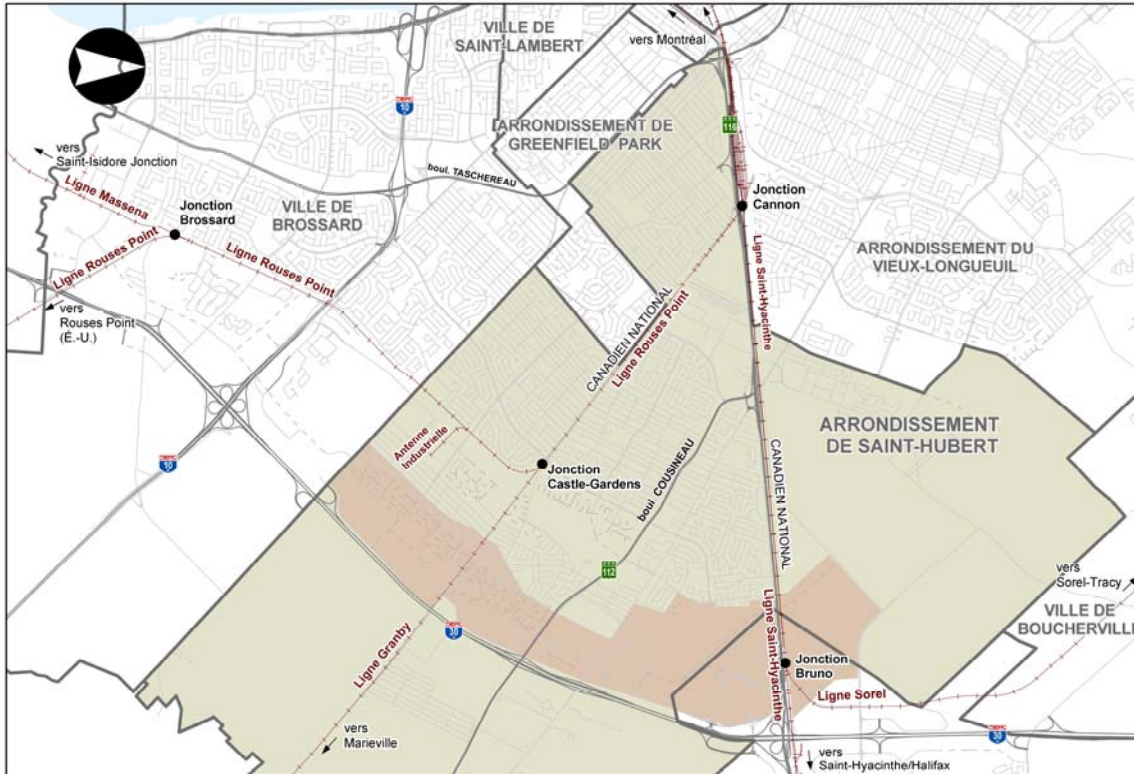 VILLE DE
SAINT-LAMBERT
vers Montréal
10
ARRONDISSEMENT DE
GREENFIELD PARK
116
vers
Saint-Isidore Jonction
boul. TASCHEREAU
Ligne Massena
Jonction
Brossard
VILLE DE
BROSSARD
Jonction
Cannon
Ligne Rouses Point
Ligne Rouses Point
ARRONDISSEMENT DU
VIEUX-LONGUEUIL
Ligne Saint-Hyacinthe
vers
Rouses Point
(É.-U.)
CANADIEN NATIONAL
Ligne Rouses Point
ARRONDISSEMENT
DE SAINT-HUBERT
Antenne
Industrielle
10
Jonction
Castle-Gardens
boul COUSINEAU
CANADIEN NATIONAL
112
vers
Sorel-Tracy
VILLE DE
BOUCHERVILLE
30
Ligne Granby
Ligne Saint-Hyacinthe
Jonction
Bruno
Ligne Sorel
vers
Marieville
30
vers
Saint-Hyacinthe/Halifax